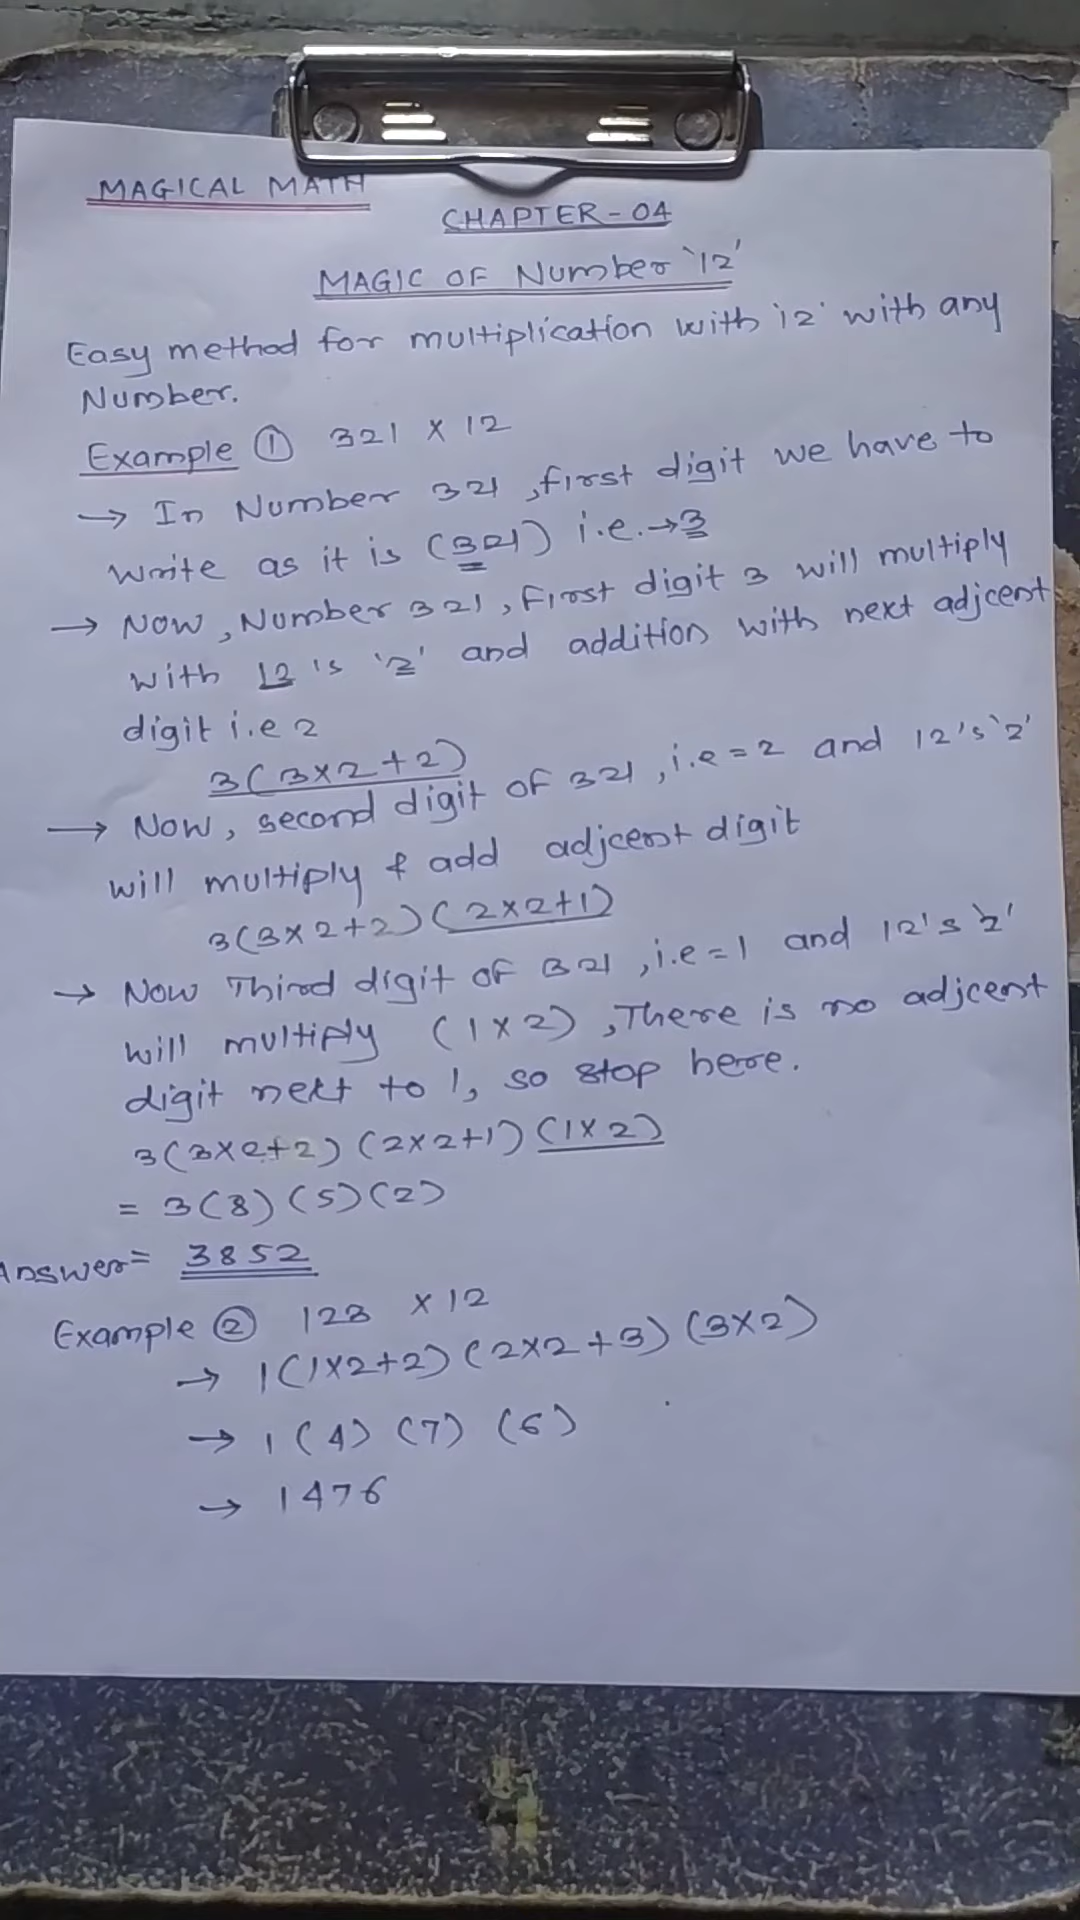 MAGICAL MATH
CHAPTER-04
MAGIC OF Number '12'
Easy method for multiplication with '12' with any
Number.
Example ① 321 x 12
→ In Number 321, first digit we have to
write as it is (321) i.e.→3
→ Now, Number 321, First digit 3 will multiply
with 12's '2' and addition with next adjcent
digit i.e 2
3(3x2+2)
→ Now, second digit of 321, i.e = 2 and 12's '2'
will multiply & add adjcent digit
3(3x2+2)(2x2+1)
→ Now Third digit of 321, i.e = 1 and 12's '2'
will multiply (1x2), There is no adjcent
digit next to 1, so stop here.
3(3x2+2)(2x2+1)(1x2)
= 3(8)(5)(2)
Answer= 3852
Example ② 123 x 12
→ 1(1x2+2)(2x2+3)(3x2)
→ 1(4)(7)(6)
→ 1476